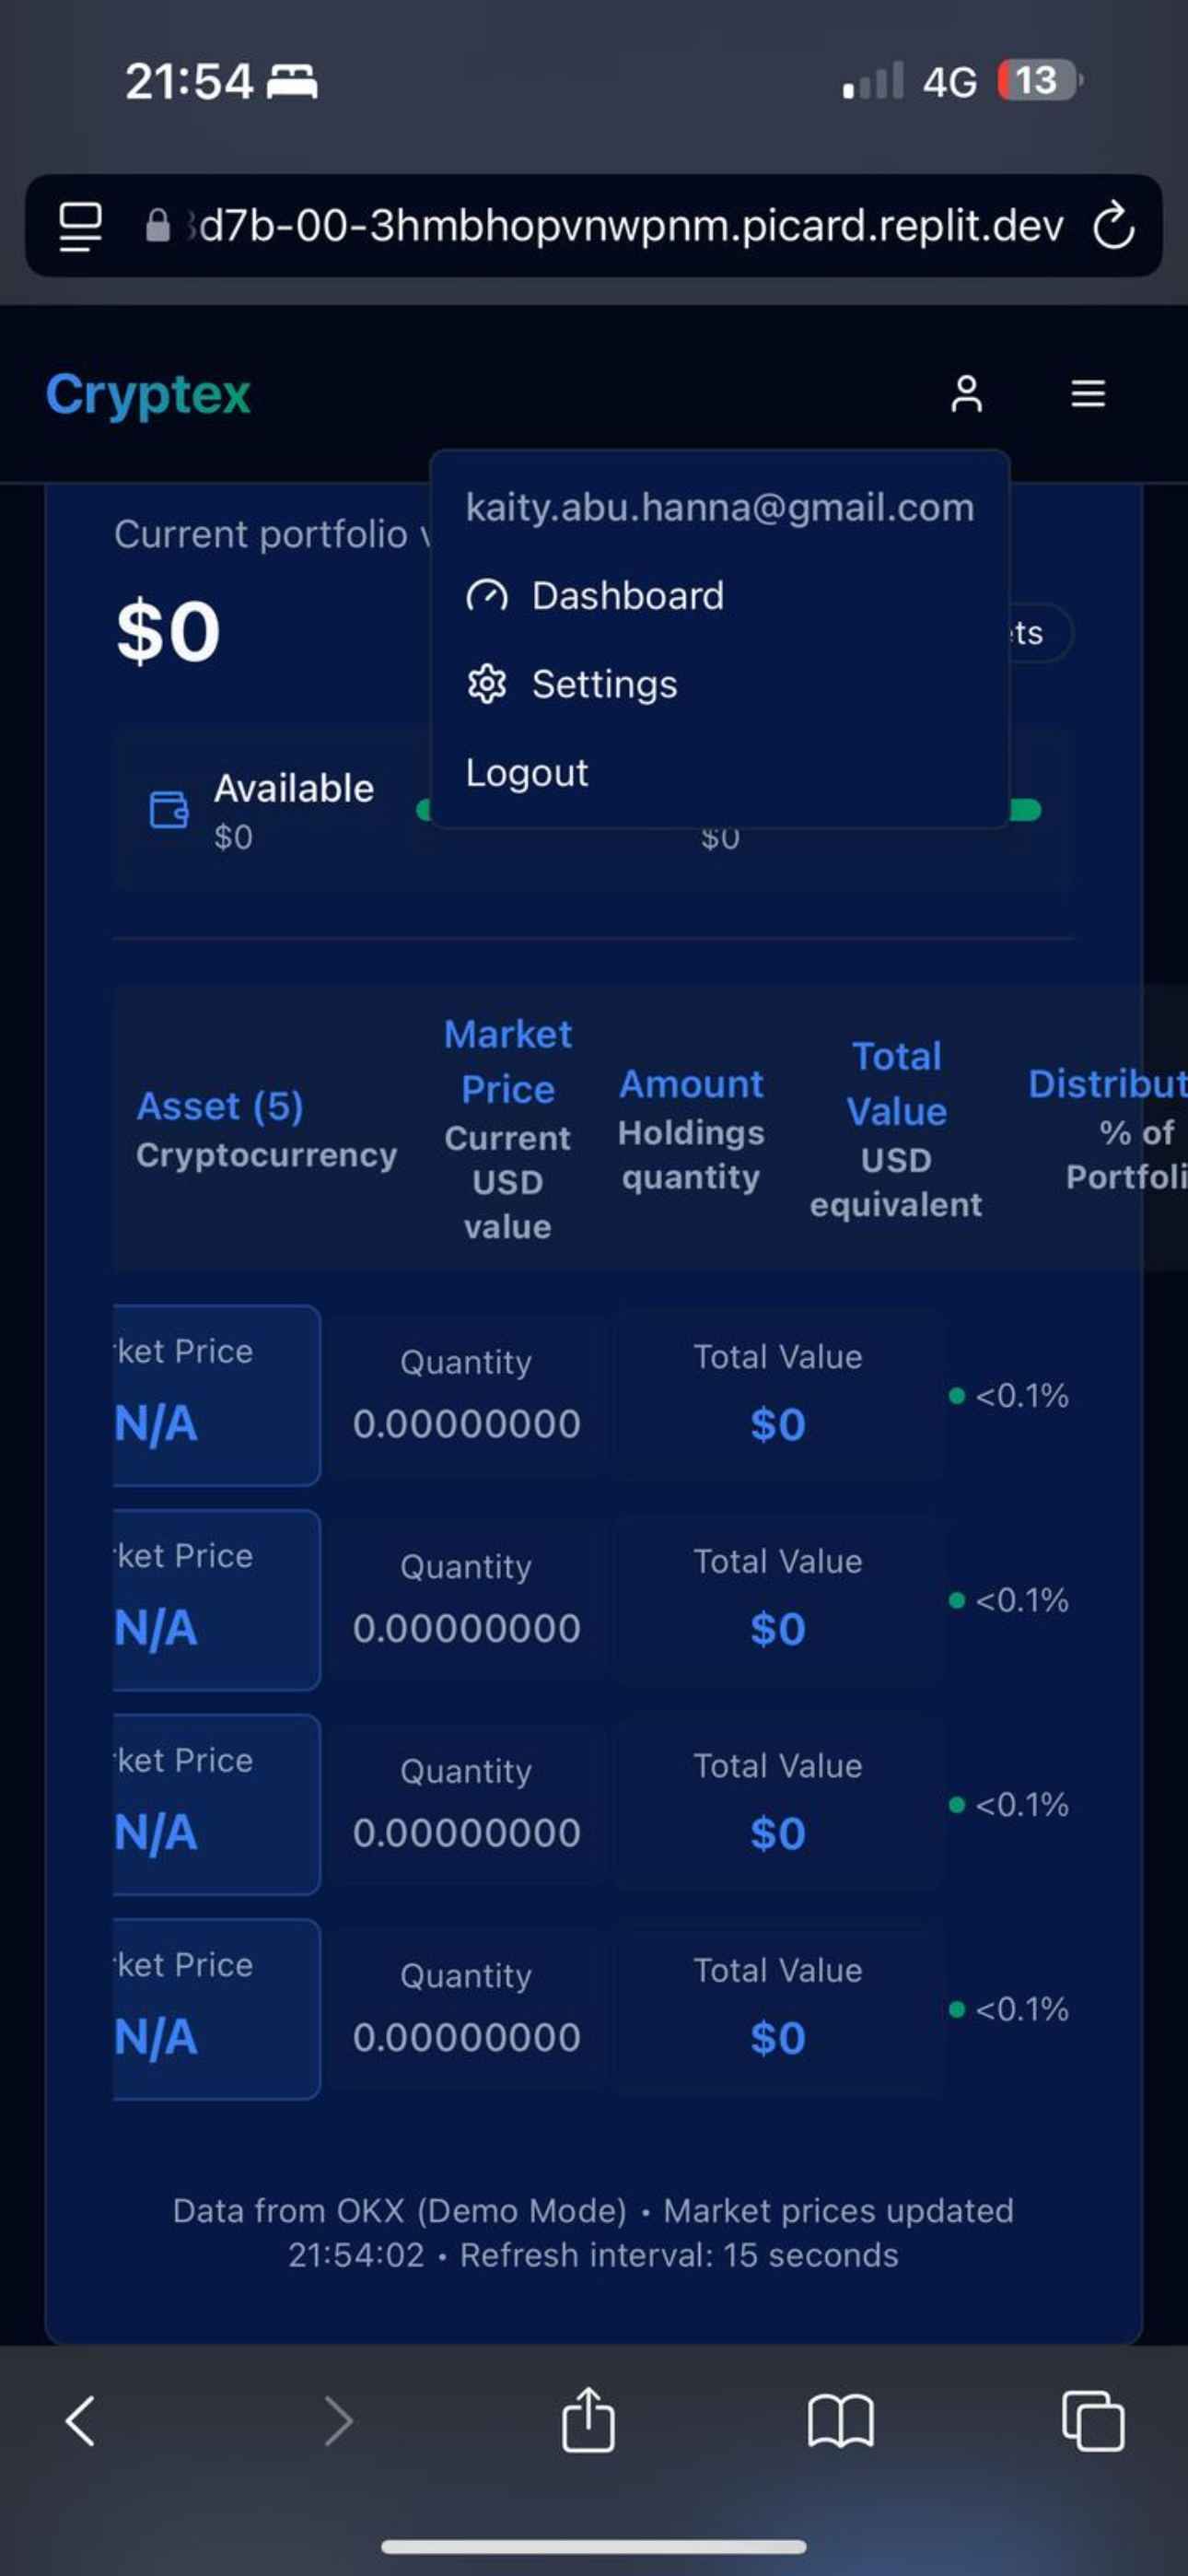 21:54
4G 13
d7b-00-3hmbhopvnwpnm.picard.replit.dev
Cryptex
kaity.abu.hanna@gmail.com
Dashboard
Settings
Logout
Current portfolio
$0
ts
Available
$0
$0
Asset (5)
Cryptocurrency
Market
Price
Current
USD
value
Amount
Holdings
quantity
Total
Value
USD
equivalent
Distribut
% of
Portfoli
ket Price
N/A
Quantity
0.00000000
Total Value
$0
<0.1%
ket Price
N/A
Quantity
0.00000000
Total Value
$0
<0.1%
ket Price
N/A
Quantity
0.00000000
Total Value
$0
<0.1%
ket Price
N/A
Quantity
0.00000000
Total Value
$0
<0.1%
Data from OKX (Demo Mode) • Market prices updated
21:54:02 • Refresh interval: 15 seconds